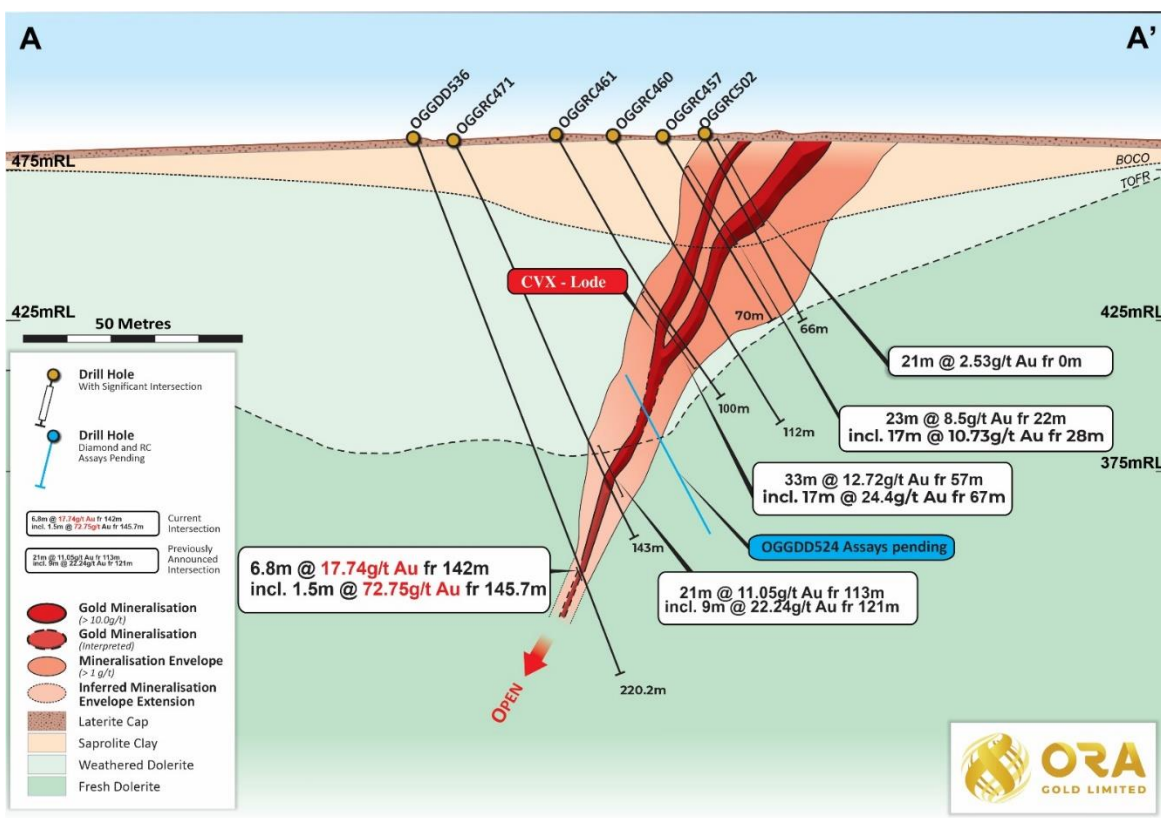 A
A'
OGGDD536
OGGRC471
OGGRC461
OGGRC460
OGGRC457
OGGRC502
475mRL
BOCO
TOFR
CVX - Lode
425mRL
425mRL
50 Metres
70m
66m
21m @ 2.53g/t Au fr 0m
100m
112m
23m @ 8.5g/t Au fr 22m
incl. 17m @ 10.73g/t Au fr 28m
375mRL
33m @ 12.72g/t Au fr 57m
incl. 17m @ 24.4g/t Au fr 67m
143m
OGGDD524 Assays pending
6.8m @ 17.74g/t Au fr 142m
incl. 1.5m @ 72.75g/t Au fr 145.7m
21m @ 11.05g/t Au fr 113m
incl. 9m @ 22.24g/t Au fr 121m
220.2m
OPEN
Drill Hole
With Significant Intersection
Drill Hole
Diamond and RC
Assays Pending
6.8m @ 17.74g/t Au fr 142m
incl. 1.5m @ 72.75g/t Au fr 145.7m
Current
Intersection
21m @ 11.05g/t Au fr 113m
incl. 9m @ 22.24g/t Au fr 121m
Previously
Announced
Intersection
Gold Mineralisation
(> 10.0g/t)
Gold Mineralisation
(Interpreted)
Mineralisation Envelope
(> 1 g/t)
Inferred Mineralisation
Envelope Extension
Laterite Cap
Saprolite Clay
Weathered Dolerite
Fresh Dolerite
ORA
GOLD LIMITED